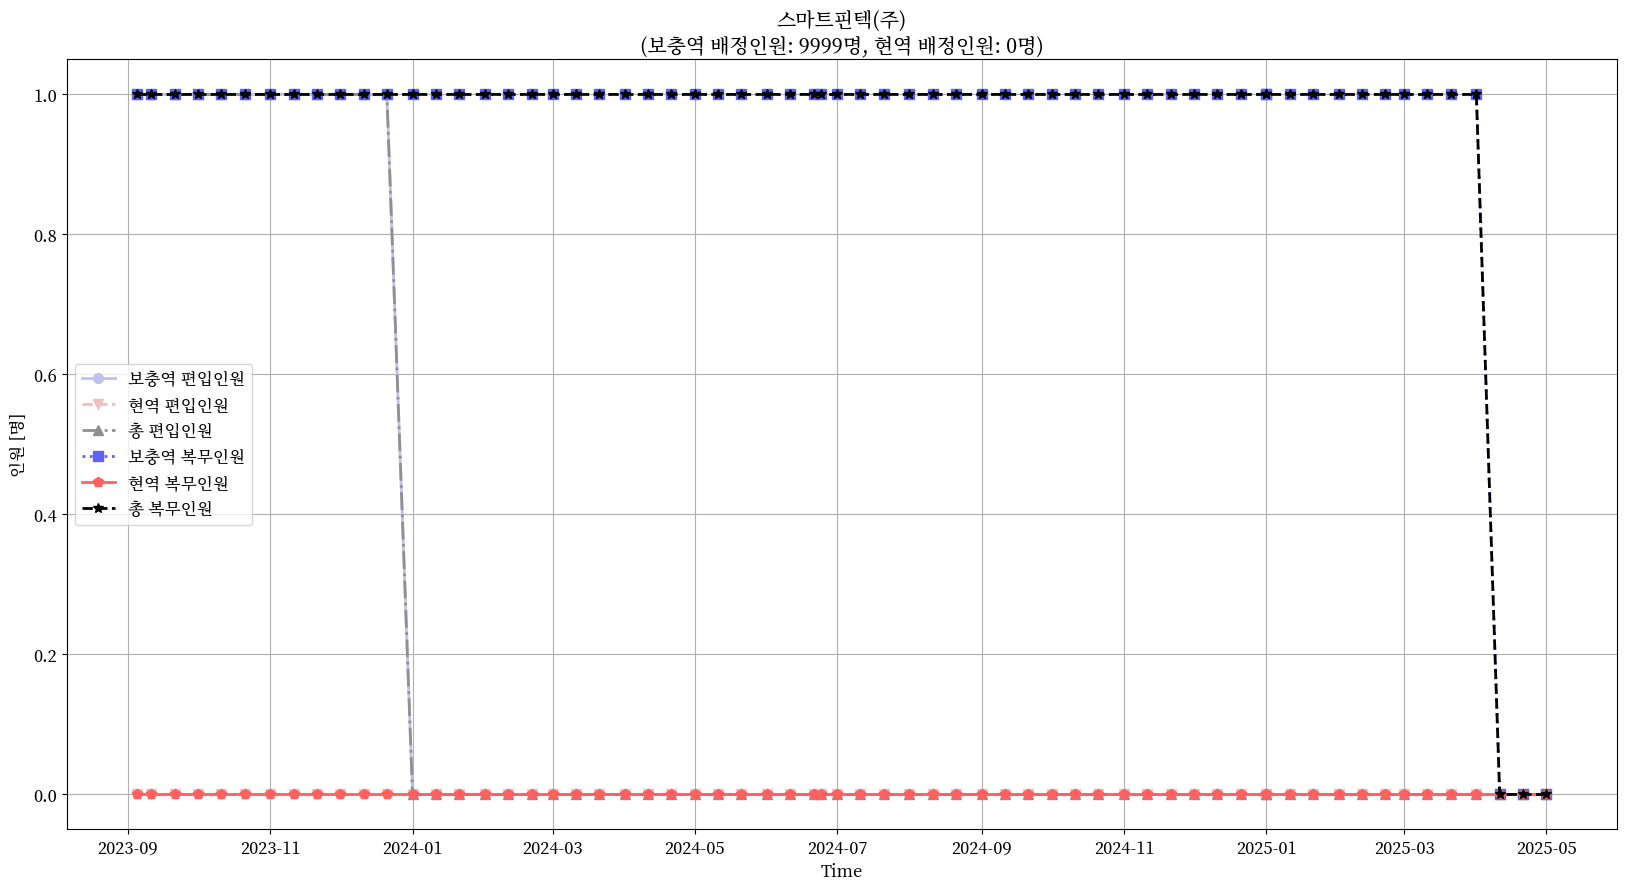 스마트핀텍(주)
(보충역 배정인원: 9999명, 현역 배정인원: 0명)
1.0
0.8
0.6
0.4
0.2
0.0
인원 [명]
보충역 편입인원
현역 편입인원
총 편입인원
보충역 복무인원
현역 복무인원
총 복무인원
2023-09 2023-11 2024-01 2024-03 2024-05 2024-07 2024-09 2024-11 2025-01 2025-03 2025-05
Time